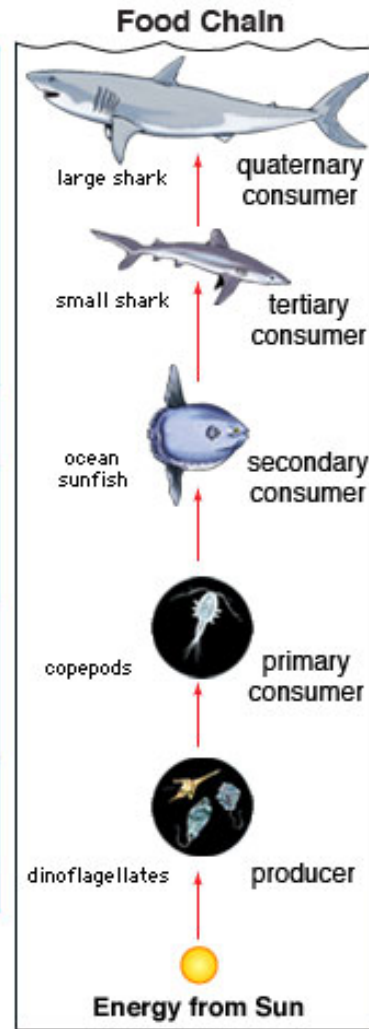 Food Chain
large shark
quaternary
consumer
small shark
tertiary
consumer
ocean
sunfish
secondary
consumer
copepods
primary
consumer
dinoflagellates
producer
Energy from Sun